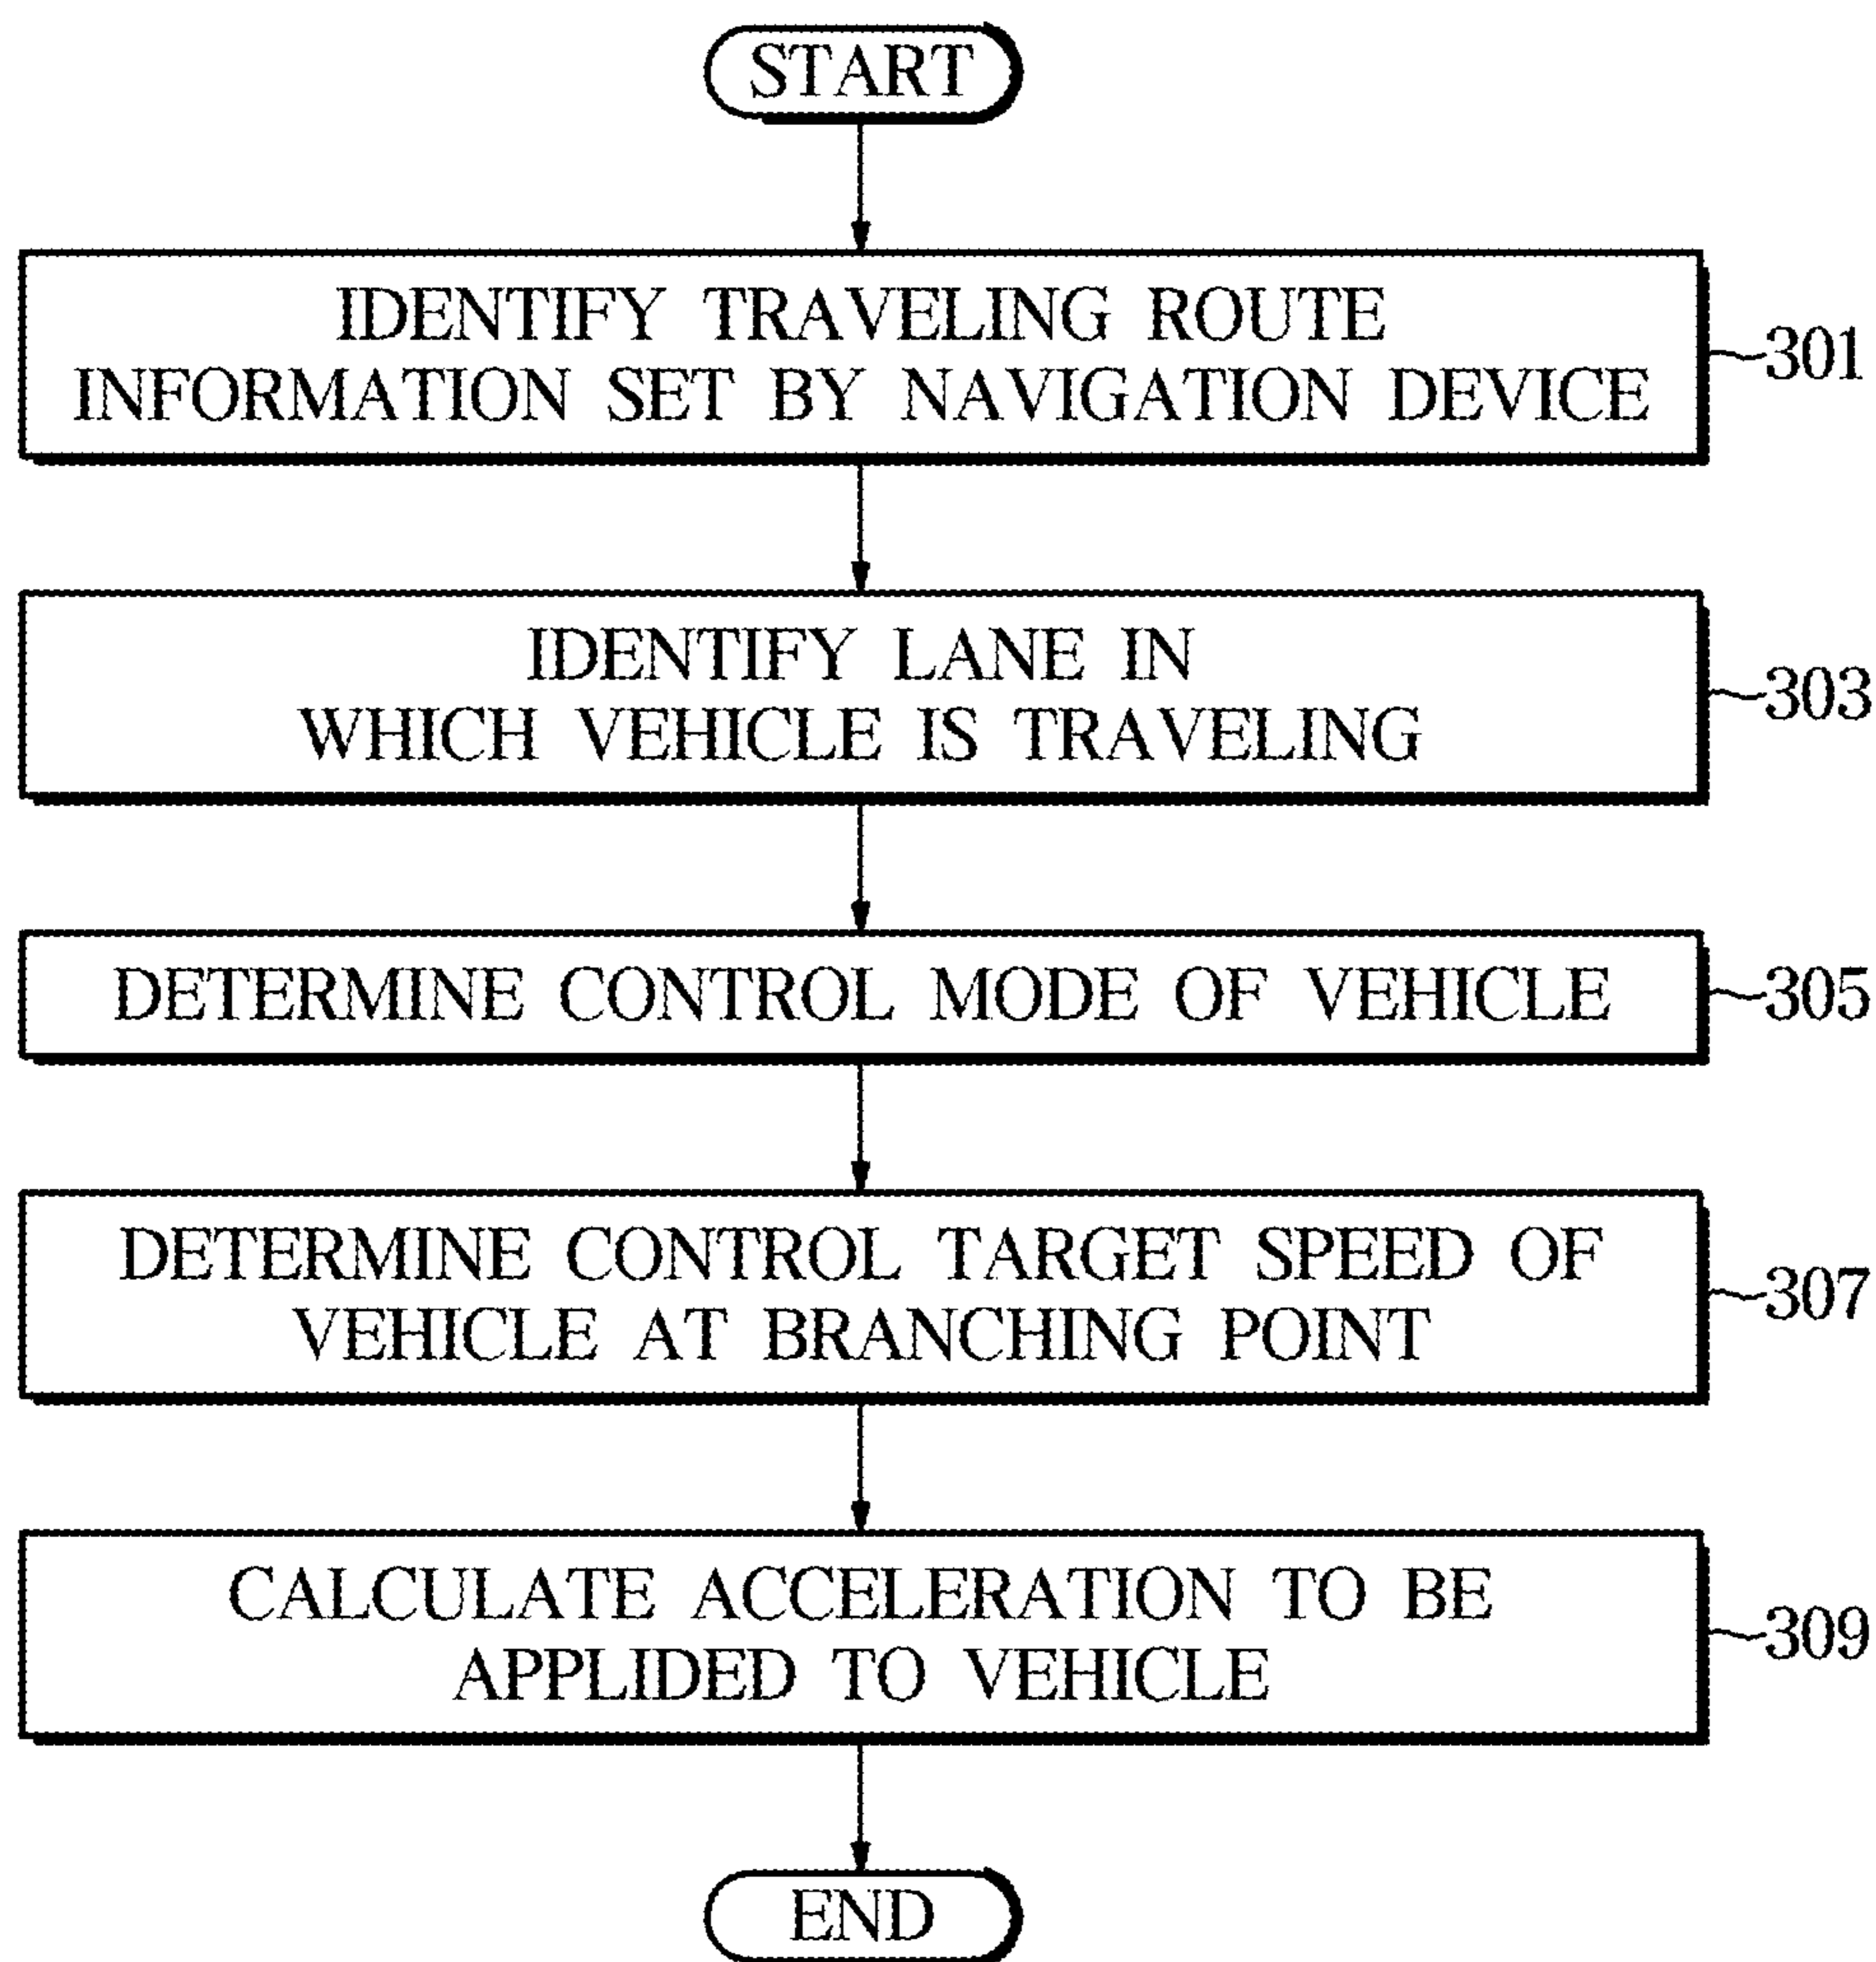 START
IDENTIFY TRAVELING ROUTE
INFORMATION SET BY NAVIGATION DEVICE
301
IDENTIFY LANE IN
WHICH VEHICLE IS TRAVELING
303
DETERMINE CONTROL MODE OF VEHICLE
305
DETERMINE CONTROL TARGET SPEED OF
VEHICLE AT BRANCHING POINT
307
CALCULATE ACCELERATION TO BE
APPLIDED TO VEHICLE
309
END